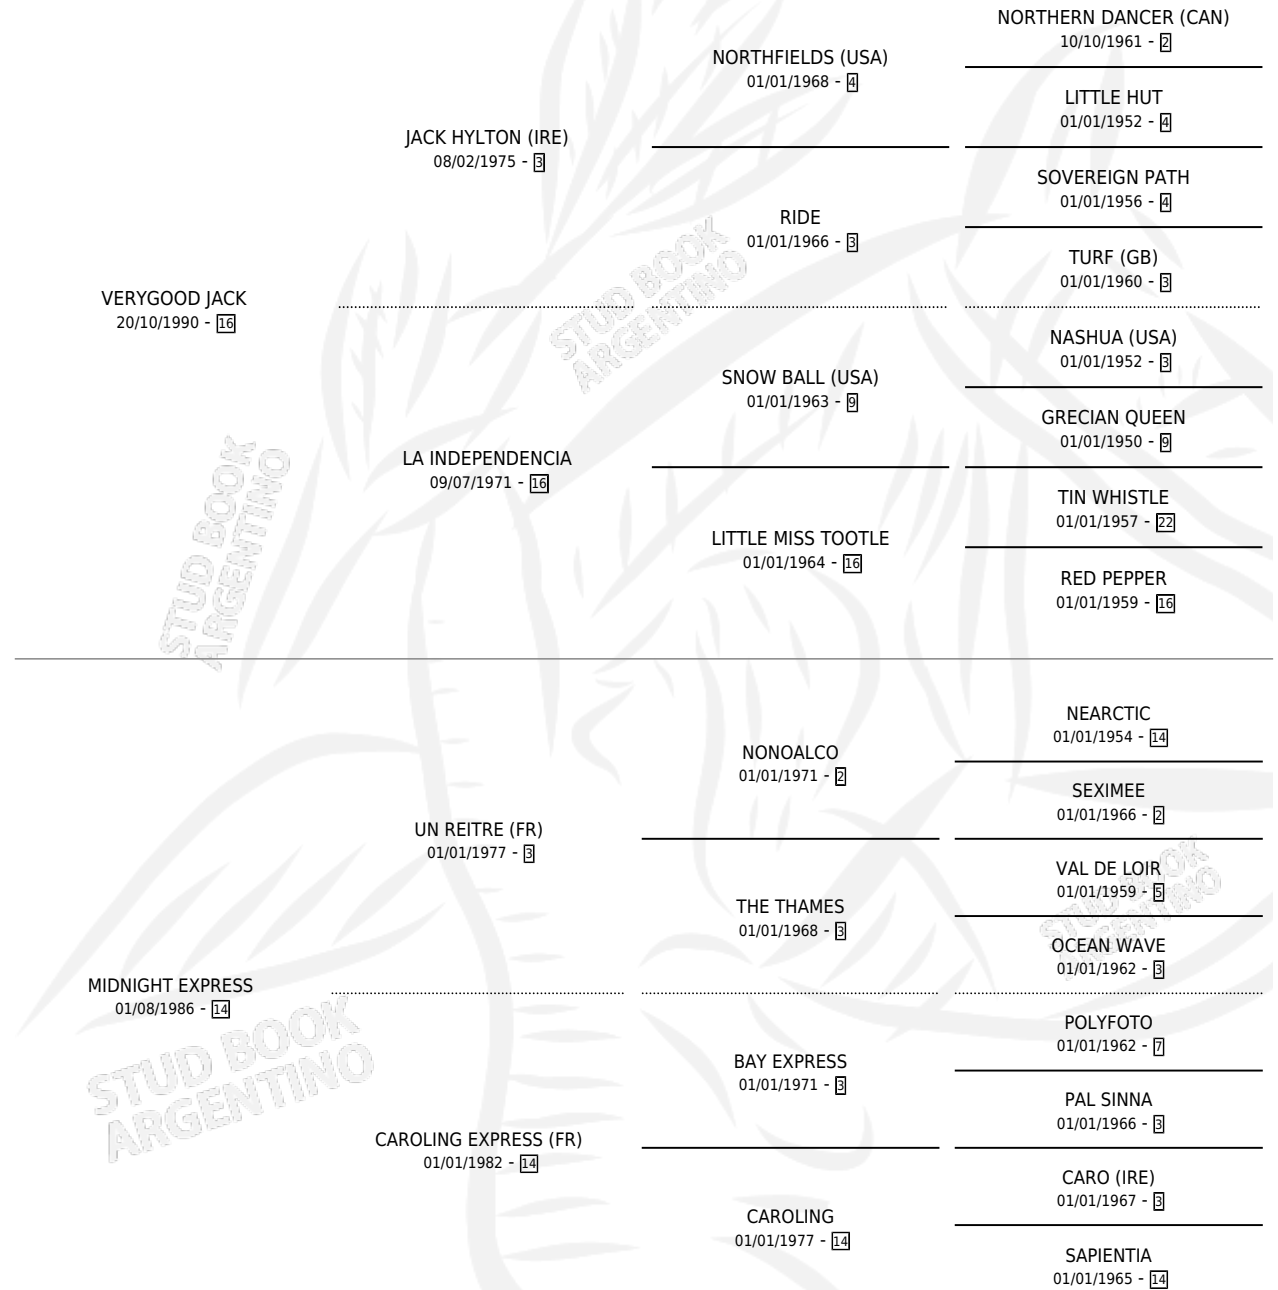 NORTHERN DANCER (CAN)
10/10/1961 - 2
NORTHFIELDS (USA)
01/01/1968 - 4
LITTLE HUT
01/01/1952 - 4
JACK HYLTON (IRE)
08/02/1975 - 3
SOVEREIGN PATH
01/01/1956 - 4
RIDE
01/01/1966 - 3
TURF (GB)
01/01/1960 - 3
VERYGOOD JACK
20/10/1990 - 16
NASHUA (USA)
01/01/1952 - 3
SNOW BALL (USA)
01/01/1963 - 9
GRECIAN QUEEN
01/01/1950 - 9
LA INDEPENDENCIA
09/07/1971 - 16
TIN WHISTLE
01/01/1957 - 22
LITTLE MISS TOOTLE
01/01/1964 - 16
RED PEPPER
01/01/1959 - 16
NEARCTIC
01/01/1954 - 14
NONOALCO
01/01/1971 - 2
SEXIMEE
01/01/1966 - 2
UN REITRE (FR)
01/01/1977 - 3
VAL DE LOIR
01/01/1959 - 5
THE THAMES
01/01/1968 - 3
OCEAN WAVE
01/01/1962 - 3
MIDNIGHT EXPRESS
01/08/1986 - 14
POLYFOTO
01/01/1962 - 7
BAY EXPRESS
01/01/1971 - 3
PAL SINNA
01/01/1966 - 3
CAROLING EXPRESS (FR)
01/01/1982 - 14
CARO (IRE)
01/01/1967 - 3
CAROLING
01/01/1977 - 14
SAPIENTIA
01/01/1965 - 14
STUD BOOK
ARGENTINO
STUD BOOK
ARGENTINO
STUD BOOK
ARGENTINO
STUD BOOK
ARGENTINO